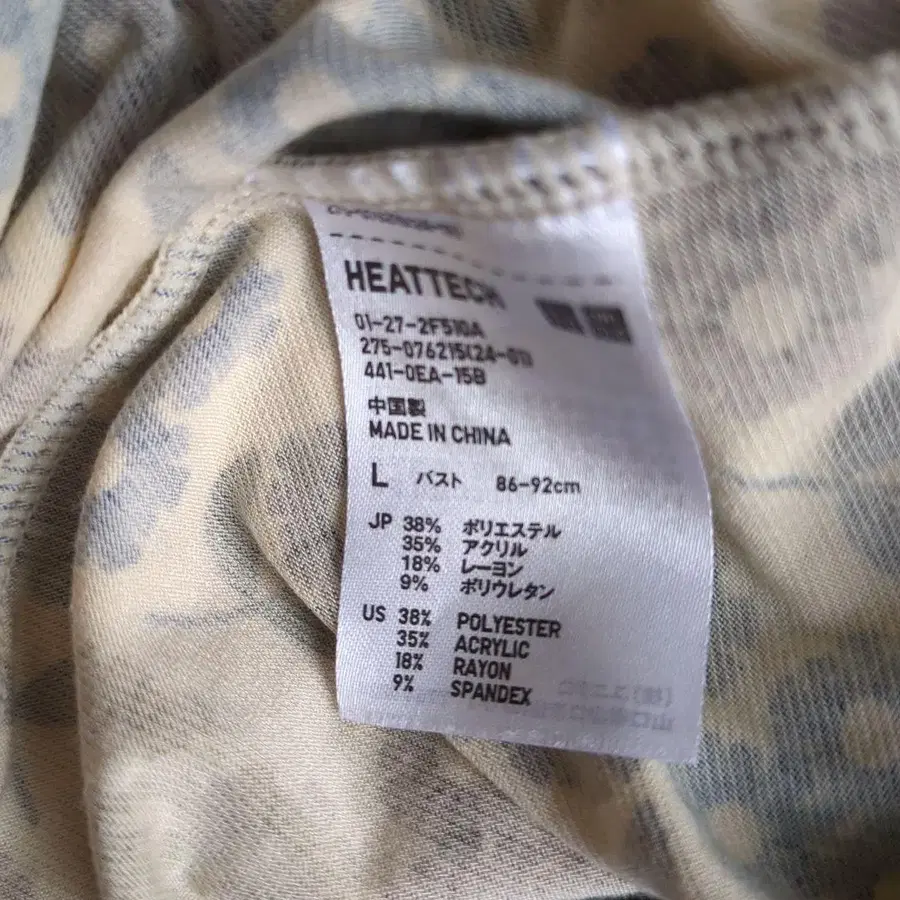 HEATTECH
01-27-2F510A
275-076215(24-01)
441-0EA-15B
中国製
MADE IN CHINA
L バスト 86-92cm
JP 38% ポリエステル
35% アクリル
18% レーヨン
9% ポリウレタン
US 38% POLYESTER
35% ACRYLIC
18% RAYON
9% SPANDEX